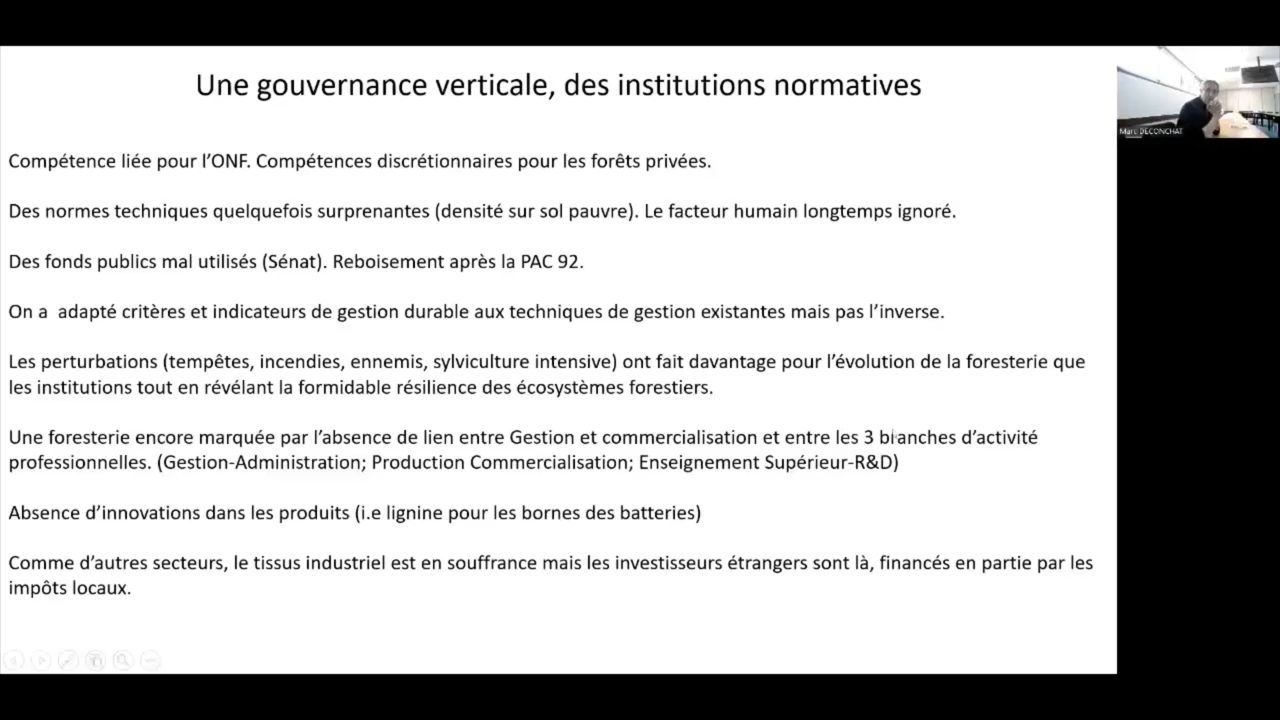 Une gouvernance verticale, des institutions normatives
Marc DECONCHAT
Compétence liée pour l'ONF. Compétences discrétionnaires pour les forêts privées.
Des normes techniques quelquefois surprenantes (densité sur sol pauvre). Le facteur humain longtemps ignoré.
Des fonds publics mal utilisés (Sénat). Reboisement après la PAC 92.
On a  adapté critères et indicateurs de gestion durable aux techniques de gestion existantes mais pas l'inverse.
Les perturbations (tempêtes, incendies, ennemis, sylviculture intensive) ont fait davantage pour l'évolution de la foresterie que
les institutions tout en révélant la formidable résilience des écosystèmes forestiers.
Une foresterie encore marquée par l'absence de lien entre Gestion et commercialisation et entre les 3 branches d'activité
professionnelles. (Gestion-Administration; Production Commercialisation; Enseignement Supérieur-R&D)
Absence d'innovations dans les produits (i.e lignine pour les bornes des batteries)
Comme d'autres secteurs, le tissus industriel est en souffrance mais les investisseurs étrangers sont là, financés en partie par les
impôts locaux.